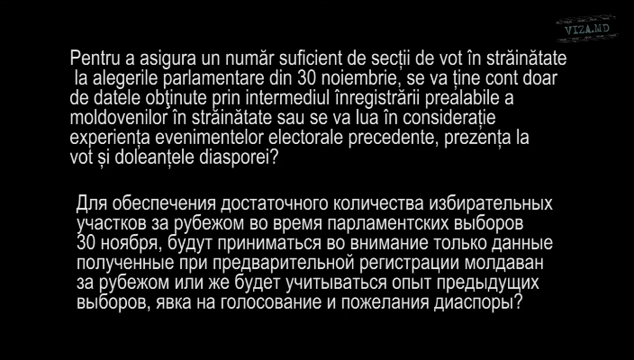 VIZA.MD
Pentru a asigura un număr suficient de secții de vot în străinătate
la alegerile parlamentare din 30 noiembrie, se va ține cont doar
de datele obținute prin intermediul înregistrării prealabile a
moldovenilor în străinătate sau se va lua în considerație
experiența evenimentelor electorale precedente, prezența la
vot și doleanțele diasporei?
Для обеспечения достаточного количества избирательных
участков за рубежом во время парламентских выборов
30 ноября, будут приниматься во внимание только данные
полученные при предварительной регистрации молдаван
за рубежом или же будет учитываться опыт предыдущих
выборов, явка на голосование и пожелания диаспоры?